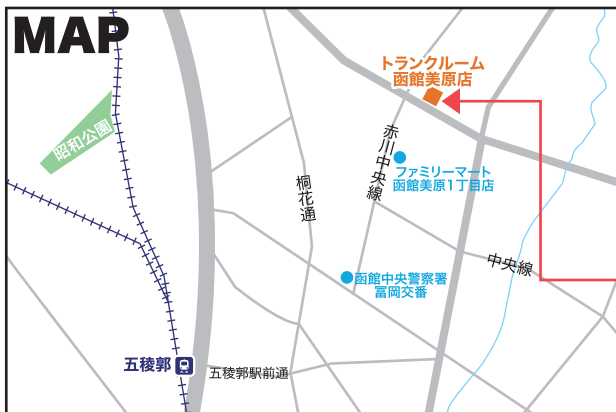 MAP
トランクルーム
函館美原店
昭和公園
赤川中央線
ファミリーマート
函館美原1丁目店
桐花通
中央線
函館中央警察署
富岡交番
五稜郭
五稜郭駅前通